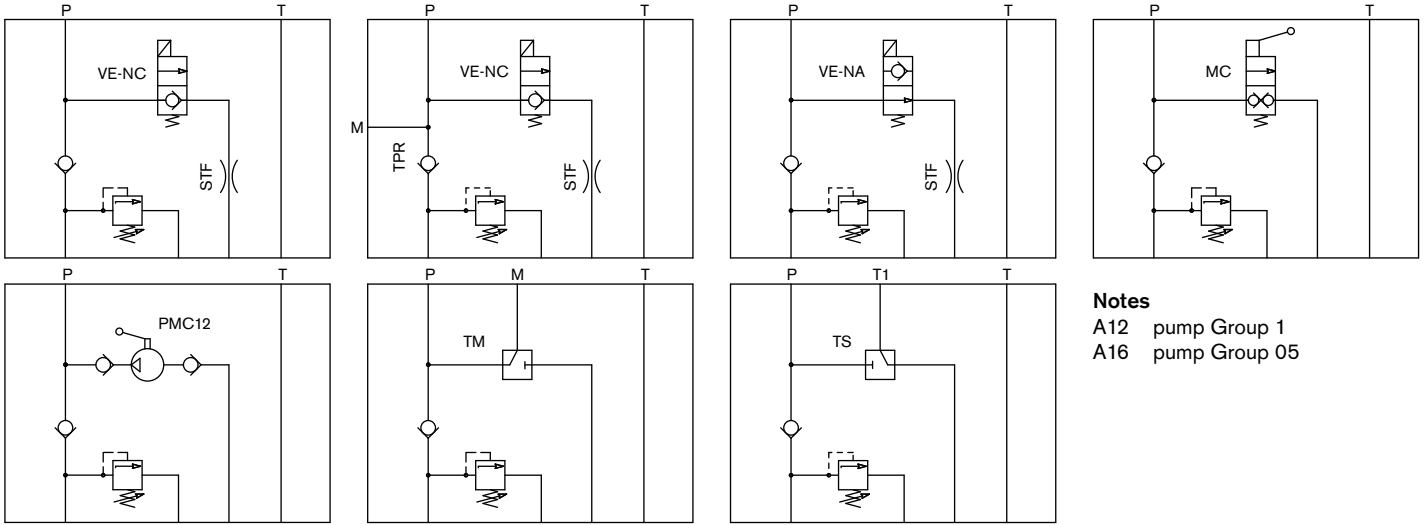 P T
VE-NC
STF
P T
VE-NC
M
TPR
STF
P T
VE-NA
STF
P T
MC
P T
PMC12
P M T
TM
P T1 T
TS
Notes
A12 pump Group 1
A16 pump Group 05